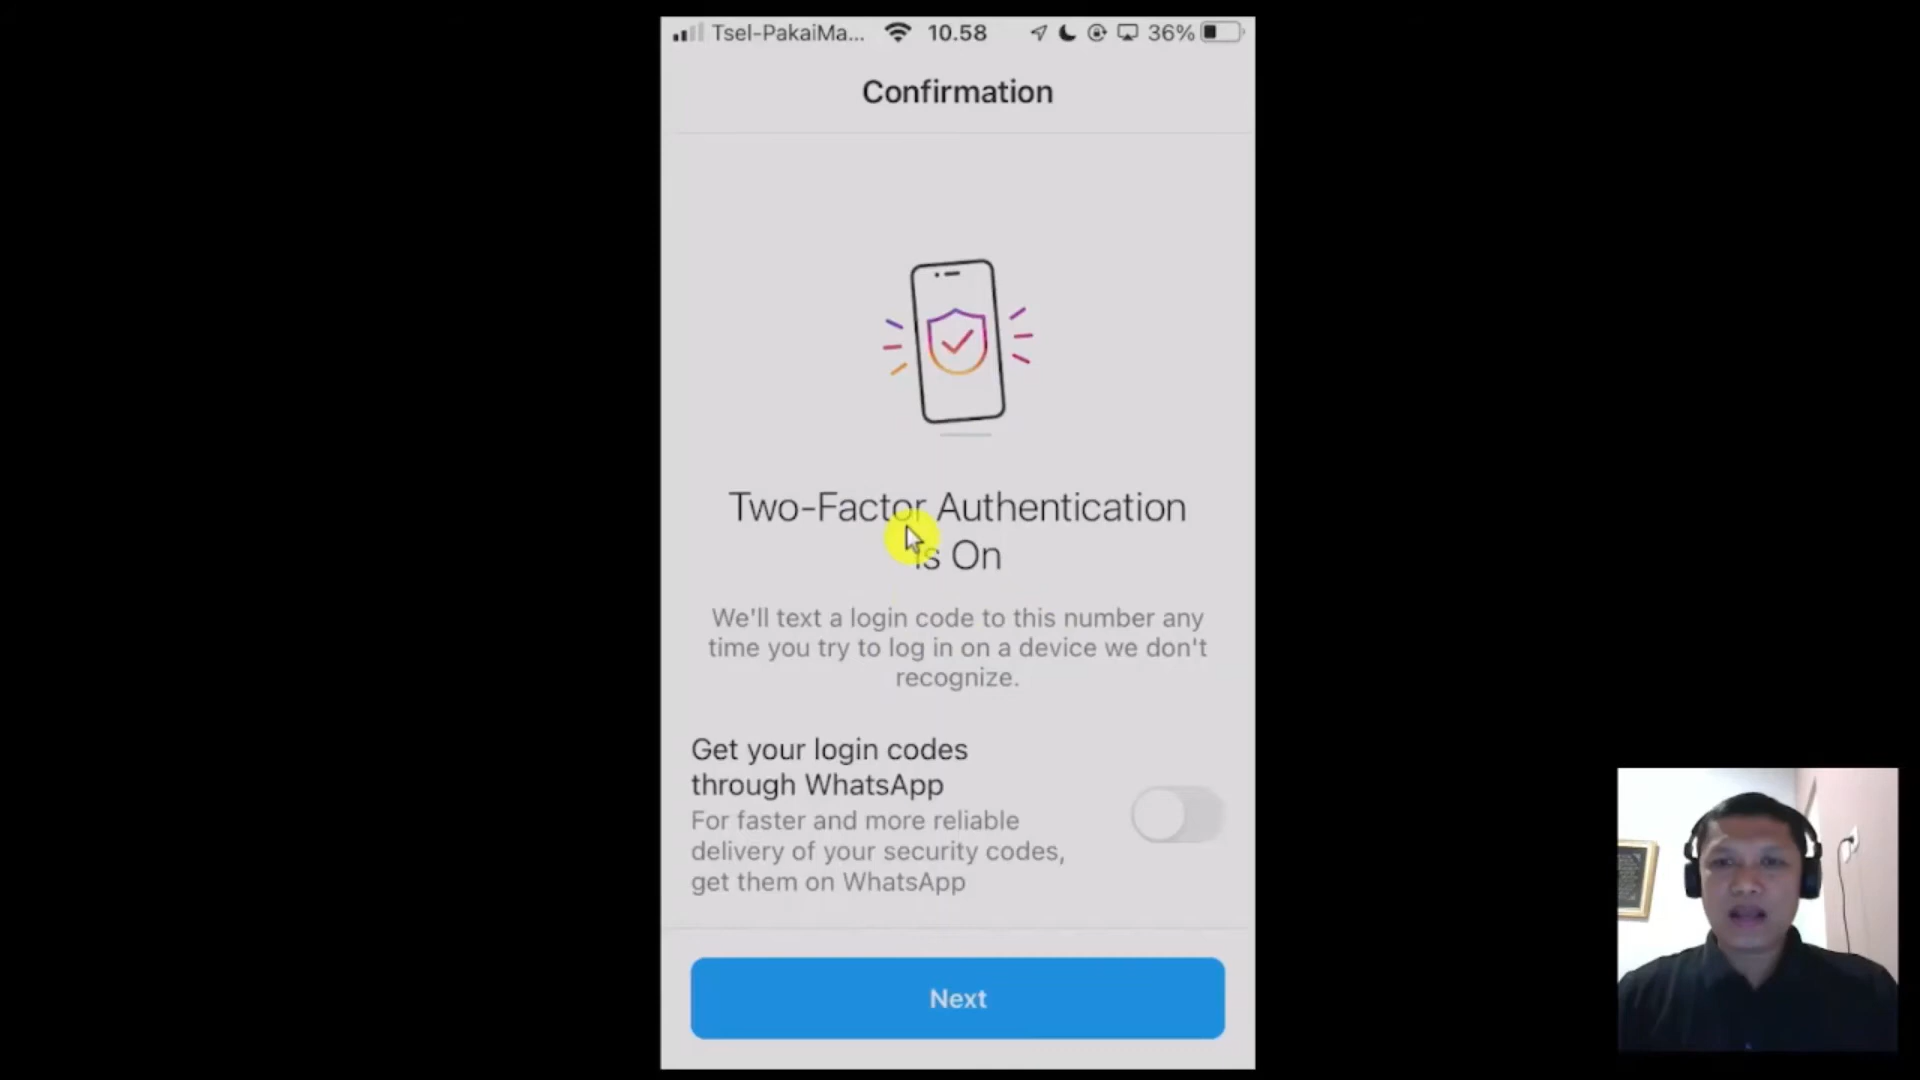 Tsel-PakaiMa... 10.58 36%
Confirmation
Two-Factor Authentication
Is On
We'll text a login code to this number any
time you try to log in on a device we don't
recognize.
Get your login codes
through WhatsApp
For faster and more reliable
delivery of your security codes,
get them on WhatsApp
Next